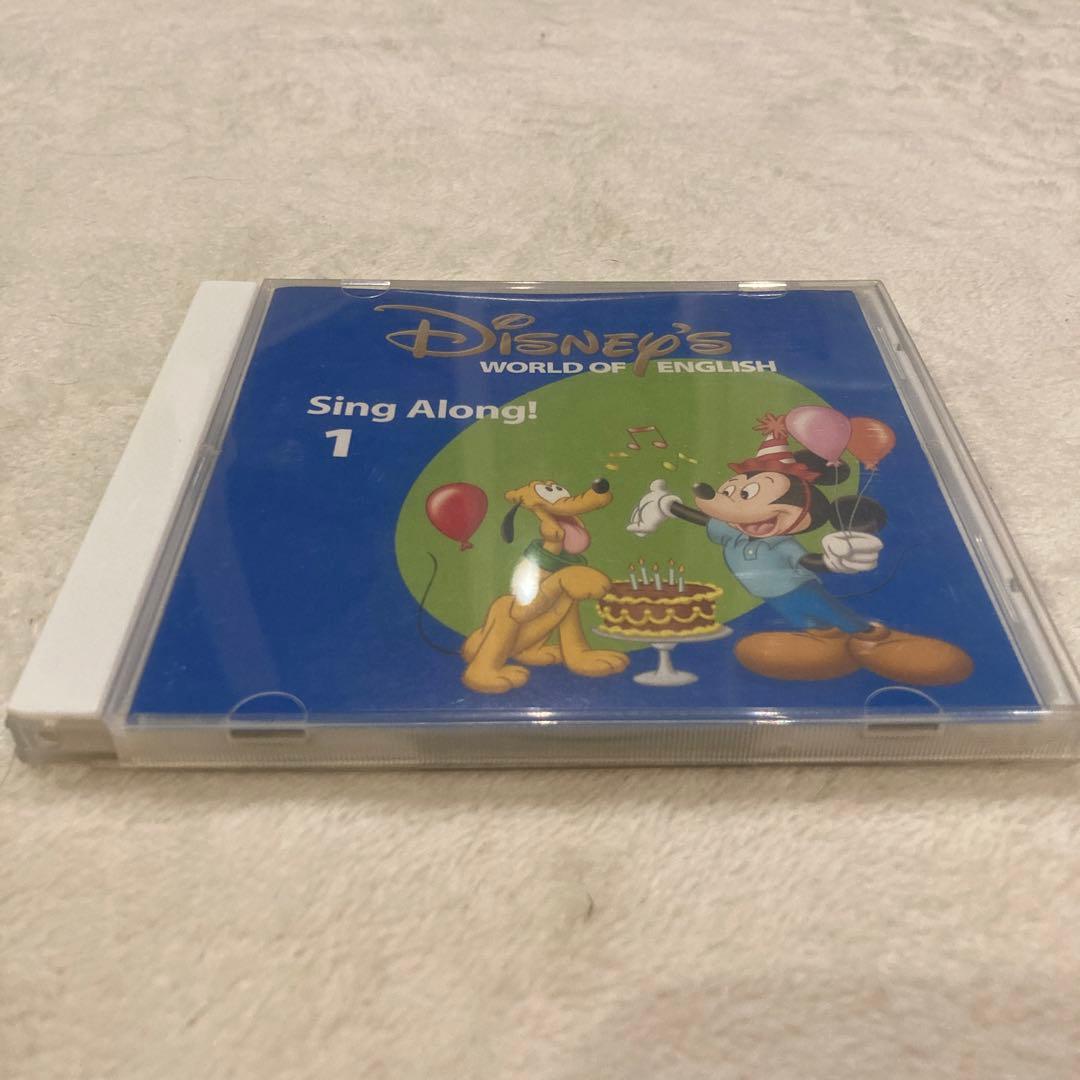 Disney's
WORLD OF ENGLISH
Sing Along!
1